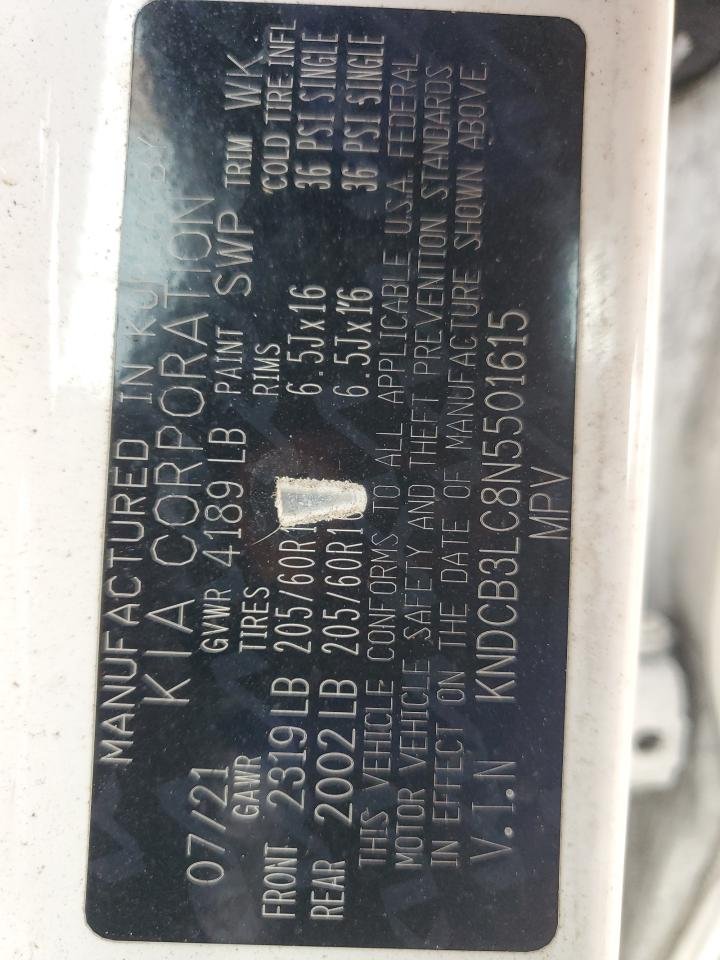 MANUFACTURED IN BY
KIA CORPORATION
07/21 GVWR 4189 LB PAINT SWP TRIM WK
GAWR TIRES RIMS COLD TIRE INFL
FRONT 2319 LB 205/60R 6.5Jx16 36 PSI SINGLE
REAR 2002 LB 205/60R16 6.5Jx16 36 PSI SINGLE
THIS VEHICLE CONFORMS TO ALL APPLICABLE U.S.A. FEDERAL
MOTOR VEHICLE SAFETY AND THEFT PREVENTION STANDARDS
IN EFFECT ON THE DATE OF MANUFACTURE SHOWN ABOVE.
V.I.N KNDCB3LC8N5501615
MPV